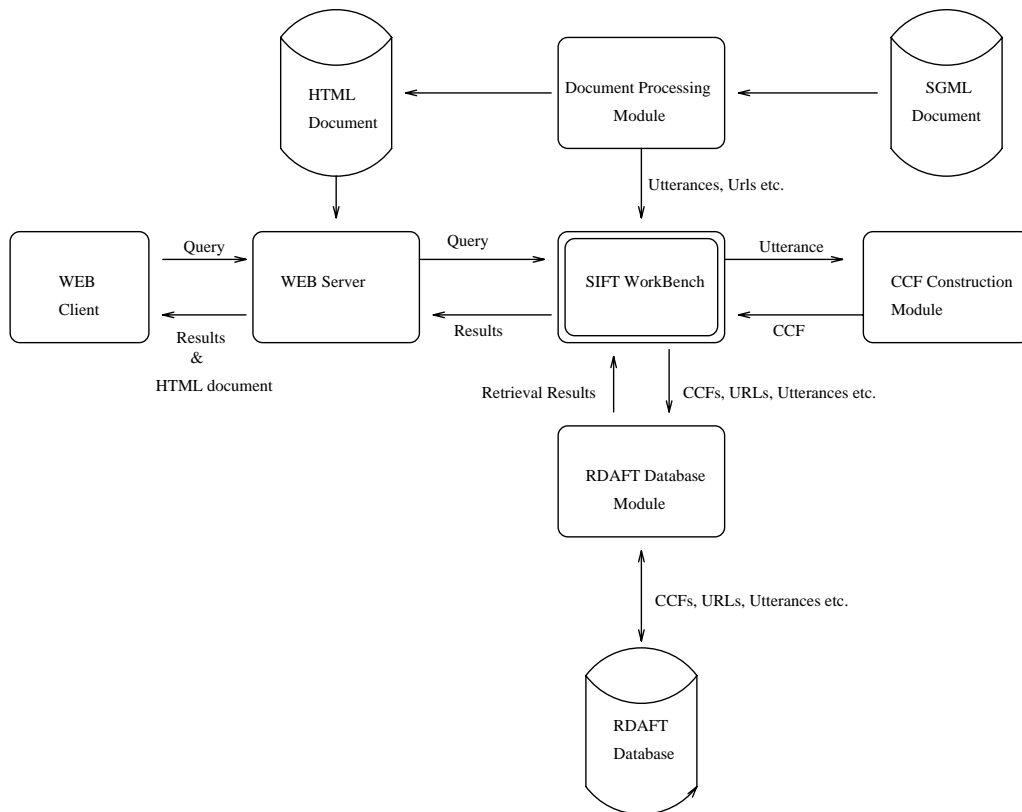 HTML
Document
Document Processing
Module
SGML
Document
Utterances, Urls etc.
Query
Query
Utterance
WEB
Client
WEB Server
SIFT WorkBench
CCF Construction
Module
Results
&
HTML document
Results
CCF
Retrieval Results
CCFs, URLs, Utterances etc.
RDAFT Database
Module
CCFs, URLs, Utterances etc.
RDAFT
Database